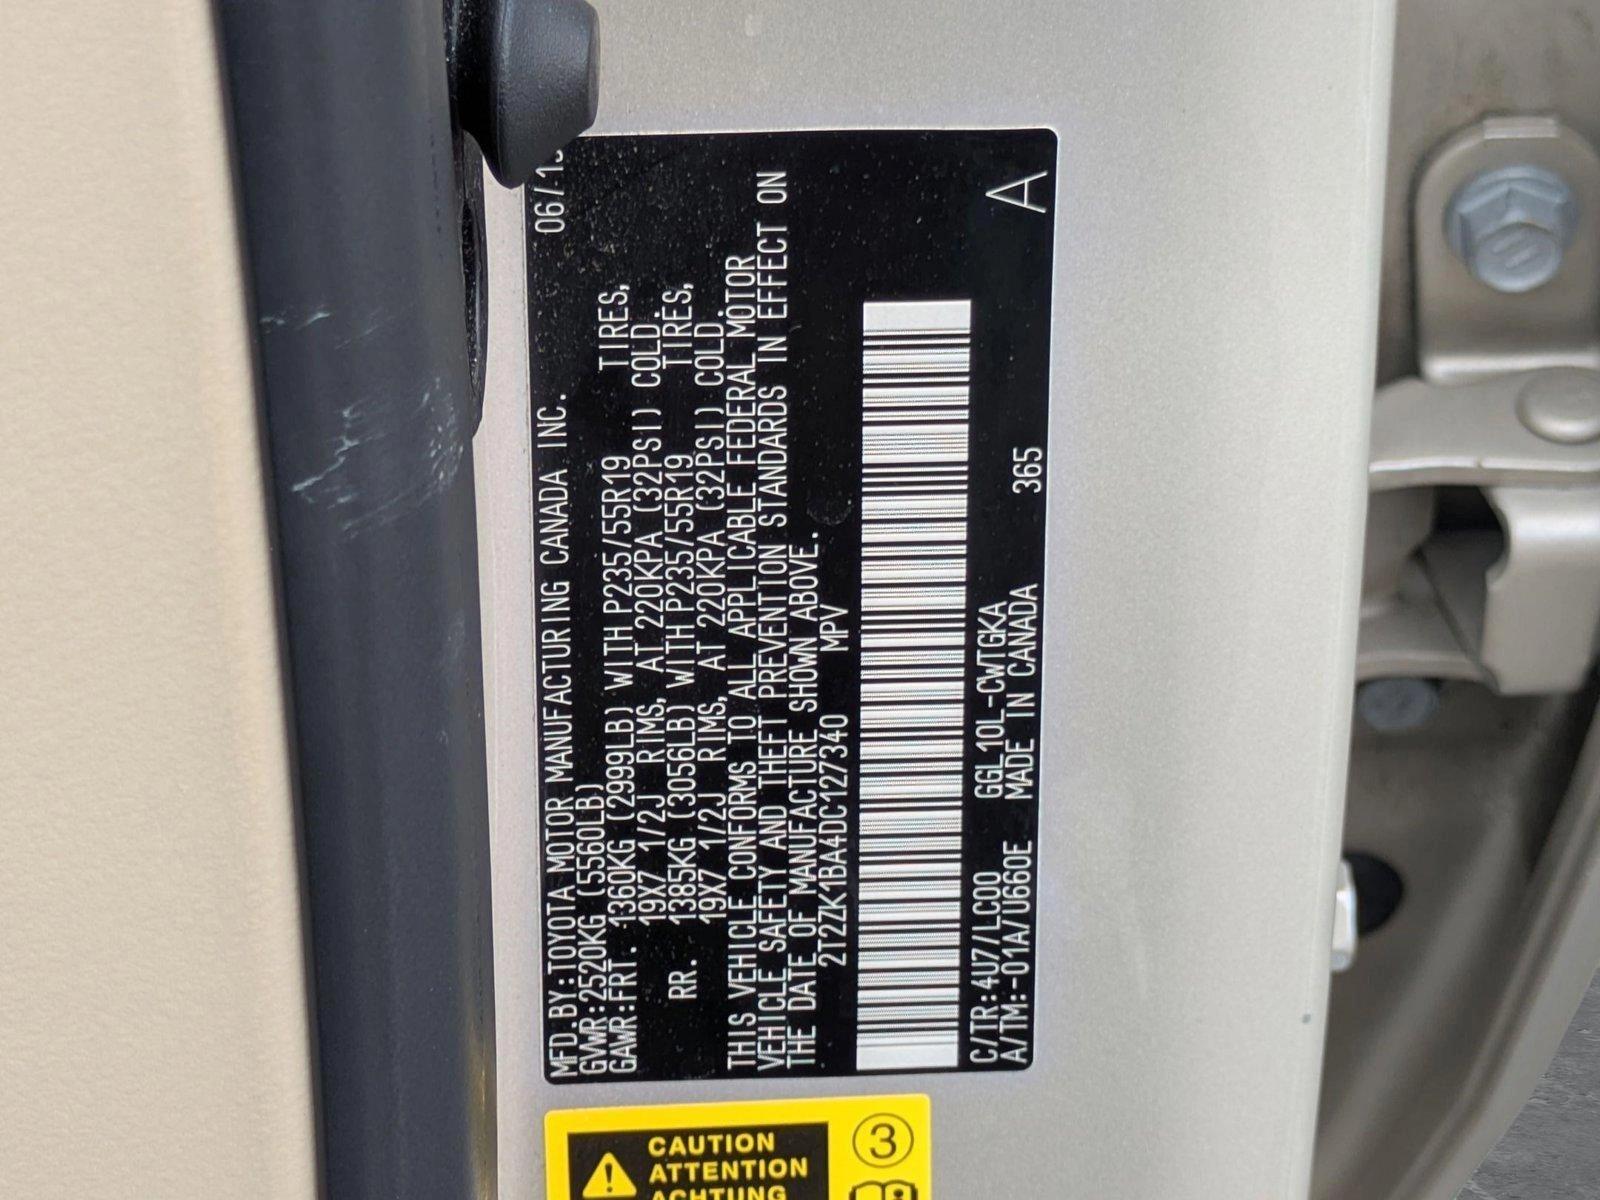 MFD.BY:TOYOTA MOTOR MANUFACTURING CANADA INC. 06/13
GVWR:2520KG (5560LB)
GAWR:FRT. 1360KG (2999LB) WITH P235/55R19 TIRES,
19X7 1/2J RIMS, AT 220KPA (32PSI) COLD.
RR. 1385KG (3056LB) WITH P235/55R19 TIRES,
19X7 1/2J RIMS, AT 220KPA (32PSI) COLD.
THIS VEHICLE CONFORMS TO ALL APPLICABLE FEDERAL MOTOR
VEHICLE SAFETY AND THEFT PREVENTION STANDARDS IN EFFECT ON
THE DATE OF MANUFACTURE SHOWN ABOVE.
2T2ZK1BA4DC127340 MPV
C/TR:4U7/LC00 GGL10L-CWTGKA
A/TM:-01A/U660E MADE IN CANADA 365 A
CAUTION
ATTENTION
ACHTUNG
3